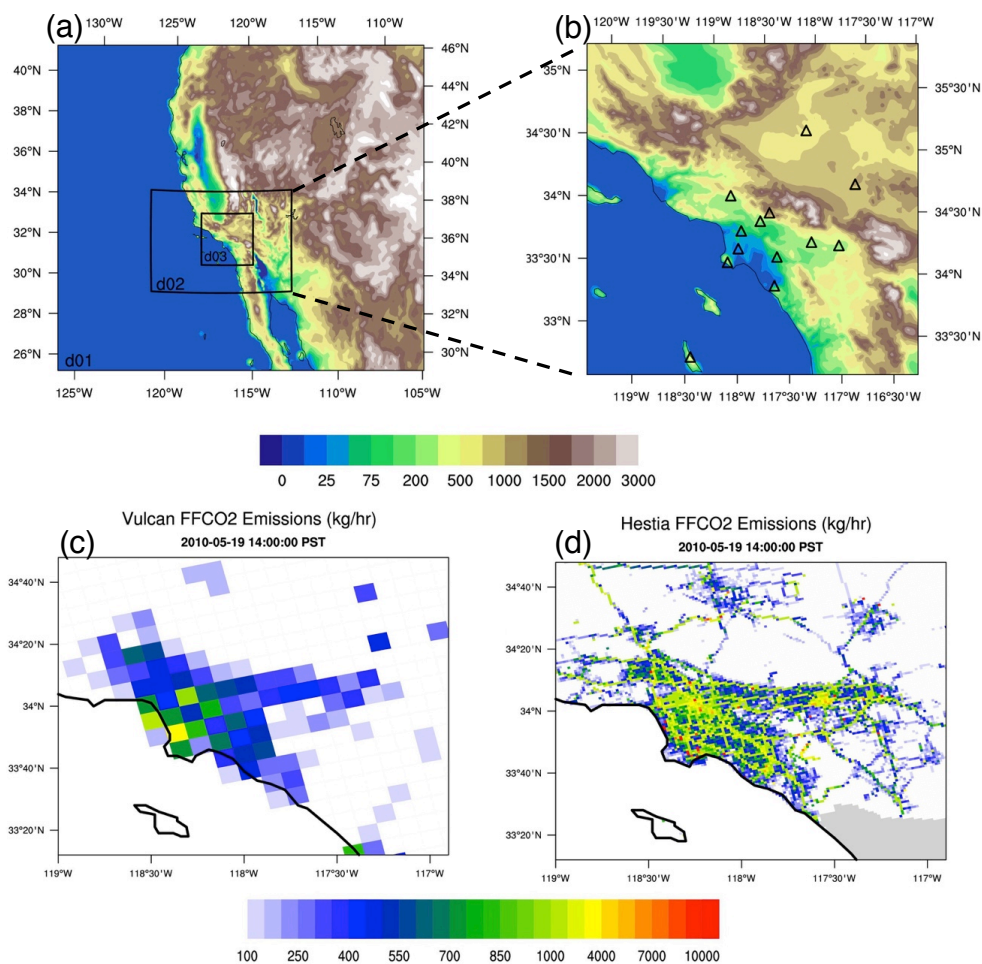 (a)
130°W 120°W 110°W
40°N
38°N
36°N
34°N
32°N
30°N
28°N
26°N
46°N
44°N
42°N
40°N
38°N
36°N
34°N
32°N
30°N
d03
d02
d01
125°W 120°W 115°W 110°W 105°W
(b)
120°W 119°30'W 119°W 118°30'W 118°W 117°30'W 117°W
35°N
34°30'N
34°N
33°30'N
33°N
35°30'N
35°N
34°30'N
34°N
33°30'N
119°W 118°30'W 118°W 117°30'W 117°W 116°30'W
0 25 75 200 500 1000 1500 2000 3000
(c)
Vulcan FFCO2 Emissions (kg/hr)
2010-05-19 14:00:00 PST
34°40'N
34°20'N
34°N
33°40'N
33°20'N
119°W 118°30'W 118°W 117°30'W 117°W
(d)
Hestia FFCO2 Emissions (kg/hr)
2010-05-19 14:00:00 PST
34°40'N
34°20'N
34°N
33°40'N
33°20'N
119°W 118°30'W 118°W 117°30'W 117°W
100 250 400 550 700 850 1000 4000 7000 10000